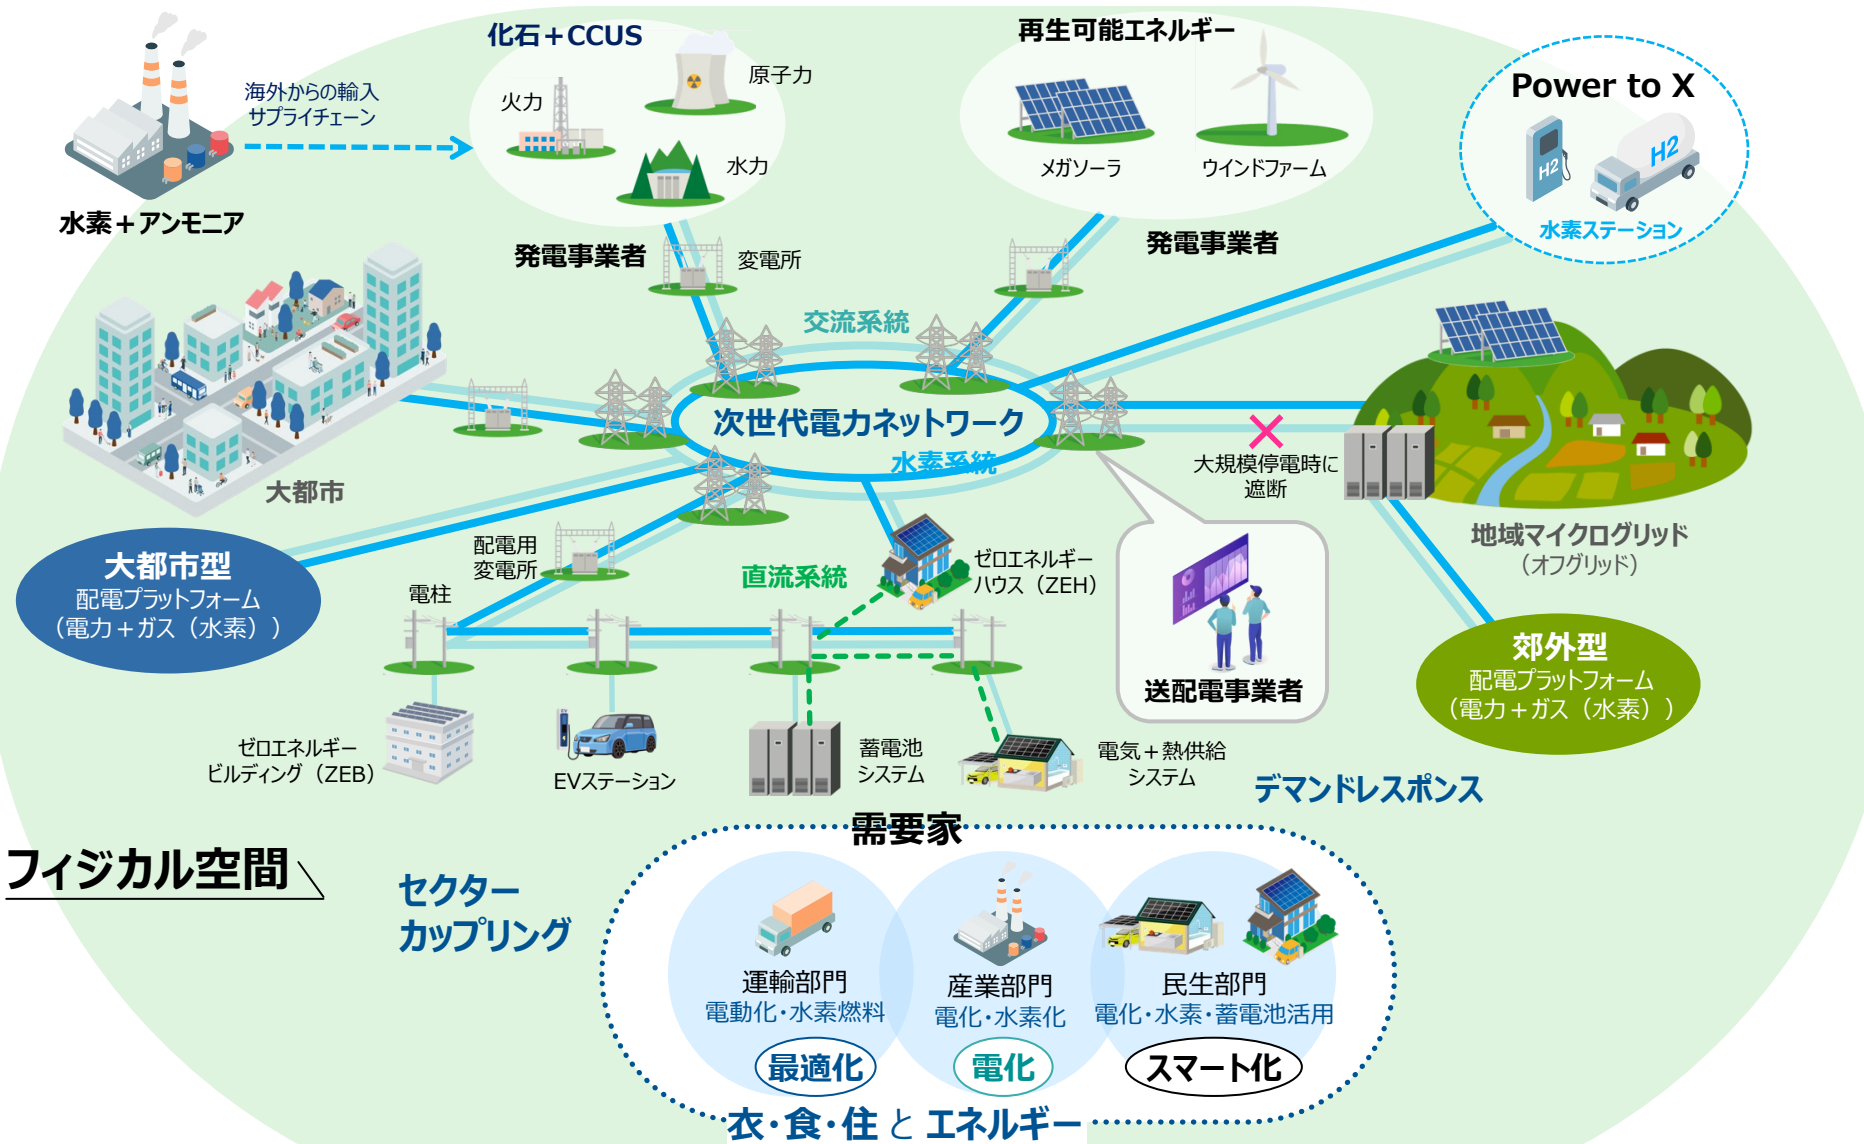 化石+CCUS
再生可能エネルギー
Power to X
海外からの輸入
サプライチェーン
火力
原子力
水力
メガソーラ
ウインドファーム
H2
H2
水素ステーション
水素+アンモニア
発電事業者
変電所
発電事業者
交流系統
次世代電力ネットワーク
水素系統
大都市
大規模停電時に
遮断
地域マイクログリッド
(オフグリッド)
大都市型
配電プラットフォーム
(電力+ガス(水素))
配電用
変電所
電柱
直流系統
ゼロエネルギー
ハウス(ZEH)
送配電事業者
郊外型
配電プラットフォーム
(電力+ガス(水素))
ゼロエネルギー
ビルディング(ZEB)
EVステーション
蓄電池
システム
電気+熱供給
システム
デマンドレスポンス
需要家
フィジカル空間
セクター
カップリング
運輸部門
電動化・水素燃料
最適化
産業部門
電化・水素化
電化
民生部門
電化・水素・蓄電池活用
スマート化
衣・食・住 と エネルギー